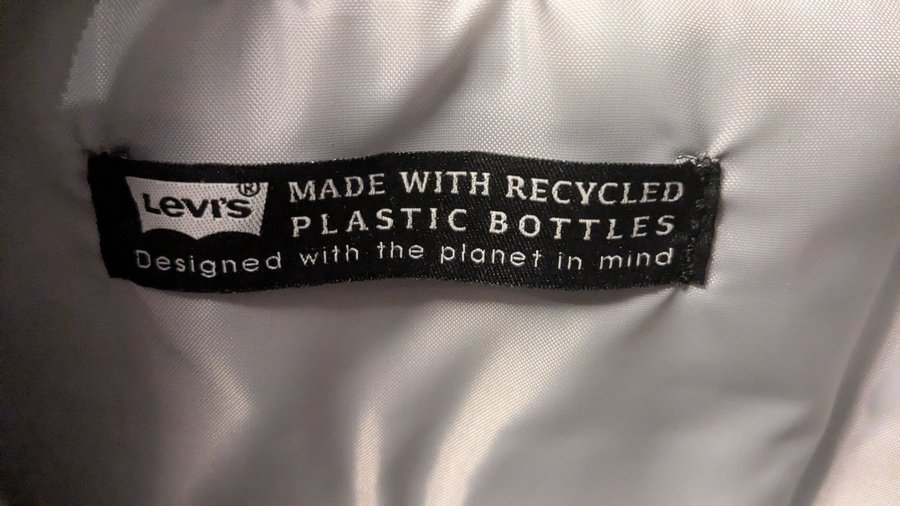 Levi's®
MADE WITH RECYCLED
PLASTIC BOTTLES
Designed with the planet in mind